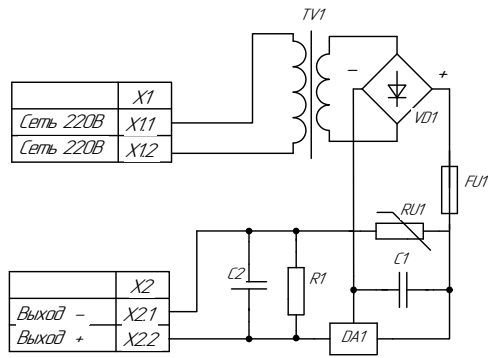 TV1
X1
Сеть 220В X1.1
Сеть 220В X1.2
− +
VD1
FU1
RU1
C1
C2
R1
X2
Выход − X2.1
Выход + X2.2
DA1